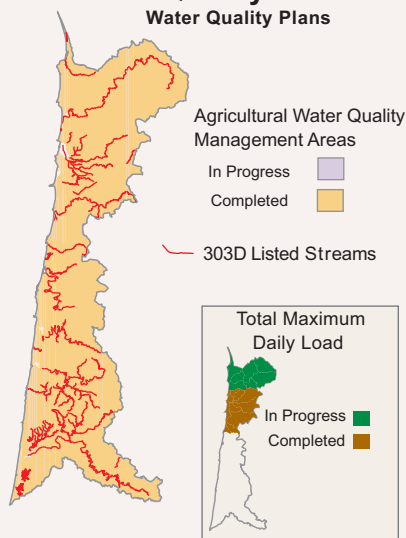 Water Quality Plans
Agricultural Water Quality
Management Areas
In Progress
Completed
303D Listed Streams
Total Maximum
Daily Load
In Progress
Completed